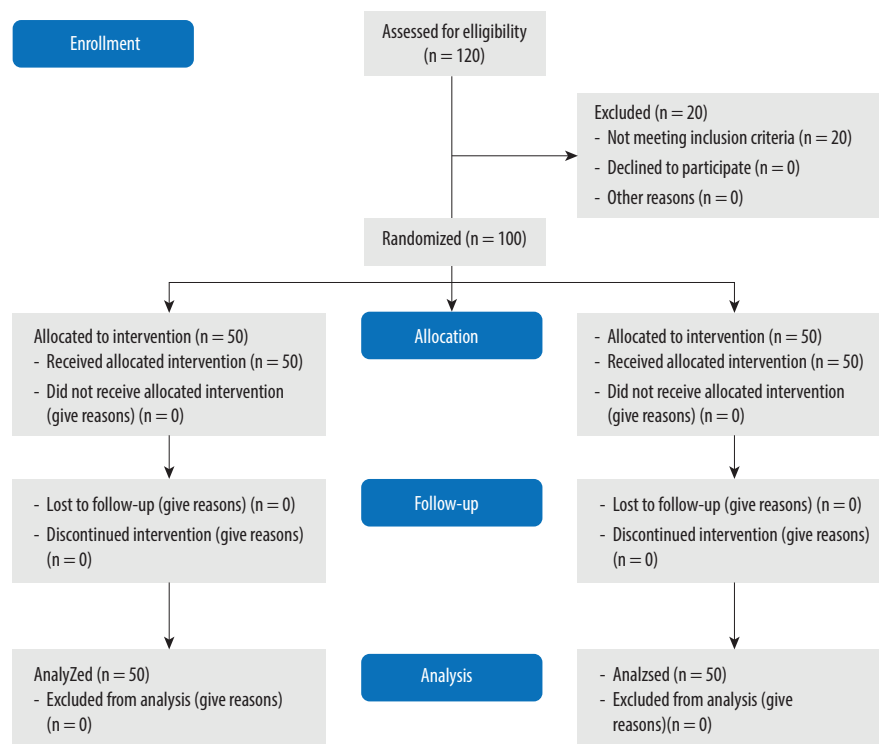 Enrollment
Assessed for elligibility
(n = 120)
Excluded (n = 20)
- Not meeting inclusion criteria (n = 20)
- Declined to participate (n = 0)
- Other reasons (n = 0)
Randomized (n = 100)
Allocated to intervention (n = 50)
- Received allocated intervention (n = 50)
- Did not receive allocated intervention
(give reasons) (n = 0)
Allocation
- Allocated to intervention (n = 50)
- Received allocated intervention (n = 50)
- Did not receive allocated intervention
(give reasons) (n = 0)
- Lost to follow-up (give reasons) (n = 0)
- Discontinued intervention (give reasons)
(n = 0)
Follow-up
- Lost to follow-up (give reasons) (n = 0)
- Discontinued intervention (give reasons)
(n = 0)
AnalyZed (n = 50)
- Excluded from analysis (give reasons)
(n = 0)
Analysis
- Analzsed (n = 50)
- Excluded from analysis (give
reasons)(n = 0)